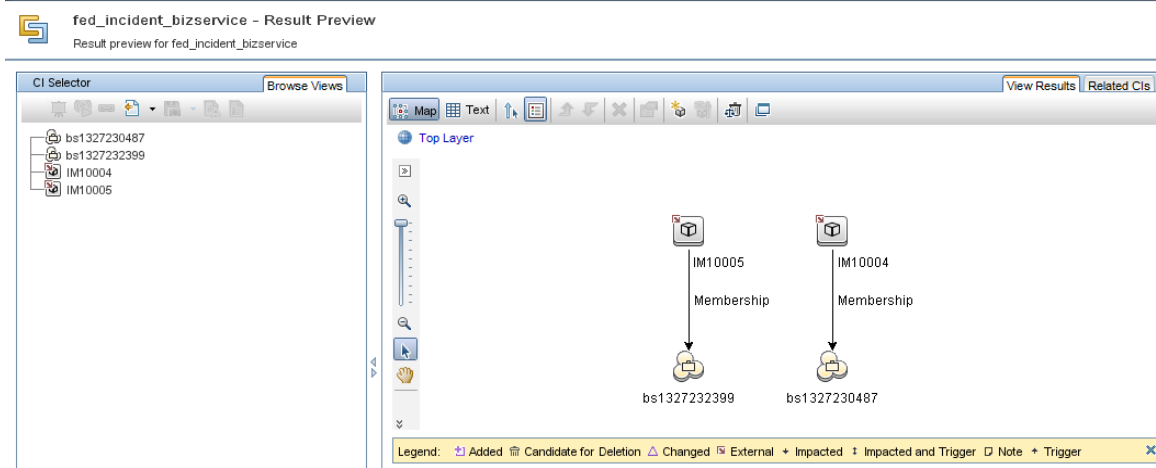 fed_incident_bizservice - Result Preview
Result preview for fed_incident_bizservice
CI Selector
Browse Views
bs1327230487
bs1327232399
IM10004
IM10005
View Results
Related CIs
Map
Text
Top Layer
IM10005
IM10004
Membership
Membership
bs1327232399
bs1327230487
Legend: Added Candidate for Deletion Changed External Impacted Impacted and Trigger Note Trigger